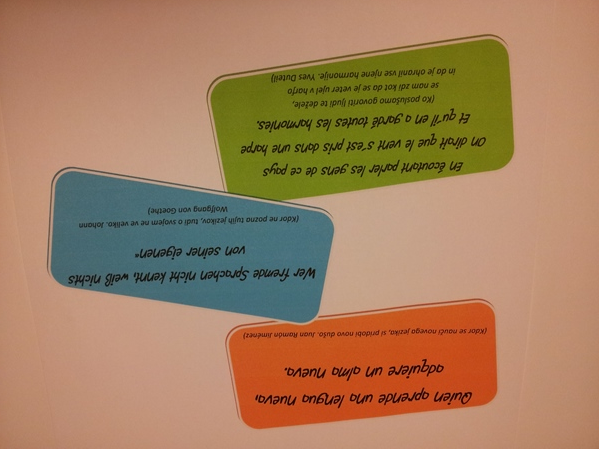 Quien aprende una lengua nueva,
adquiere un alma nueva.
(Kdor se nauči novega jezika, si pridobi novo dušo. Juan Ramón Jiménez)
Wer fremde Sprachen nicht kennt, weiß nichts
von seiner eigenen"
(Kdor ne pozna tujih jezikov, tudi o svojem ne ve veliko. Johann
Wolfgang von Goethe)
En écoutant parler les gens de ce pays
On dirait que le vent s'est pris dans une harpe
Et qu'il en a gardé toutes les harmonies.
(Ko poslušamo govoriti ljudi te dežele,
se nam zdi kot da se je veter ujel v harfo
in da je ohranil vse njene harmonije. Yves Duteil)